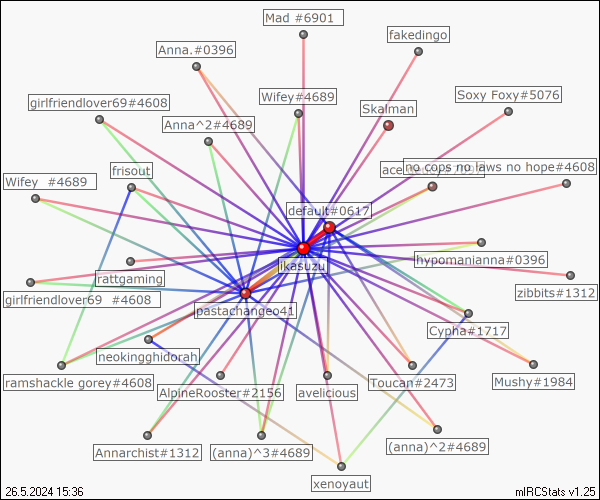 Mad #6901
fakedingo
Anna.#0396
Wifey#4689
Soxy Foxy#5076
girlfriendlover69#4608
Skalman
Anna^2#4689
no cops no laws no hope#4608
frisout
Wifey #4689
default#0617
ikasuzu
hypomanianna#0396
rattgaming
zibbits#1312
girlfriendlover69 #4608
pastachangeo41
Cypha#1717
neokingghidorah
ramshackle gorey#4608
AlpineRooster#2156
avelicious
Toucan#2473
Mushy#1984
Annarchist#1312
(anna)^3#4689
(anna)^2#4689
xenoyaut
26.5.2024 15:36
mIRCStats v1.25